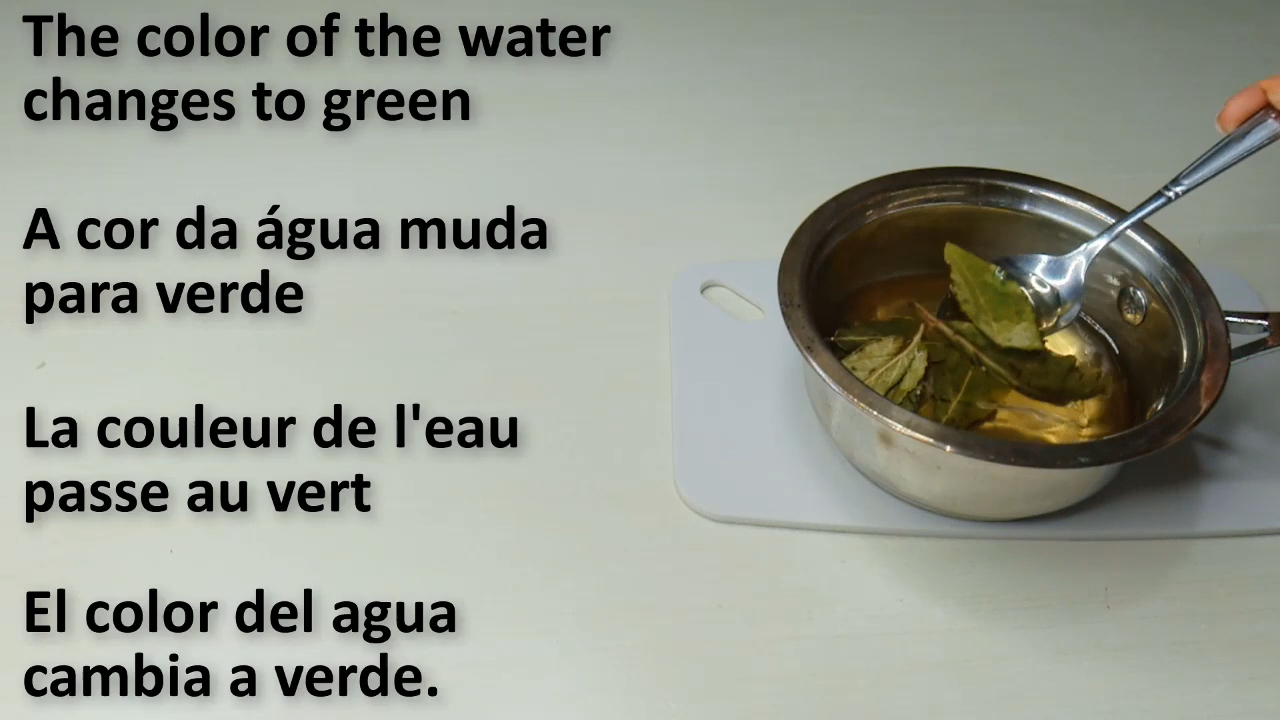 The color of the water
changes to green
A cor da água muda
para verde
La couleur de l'eau
passe au vert
El color del agua
cambia a verde.